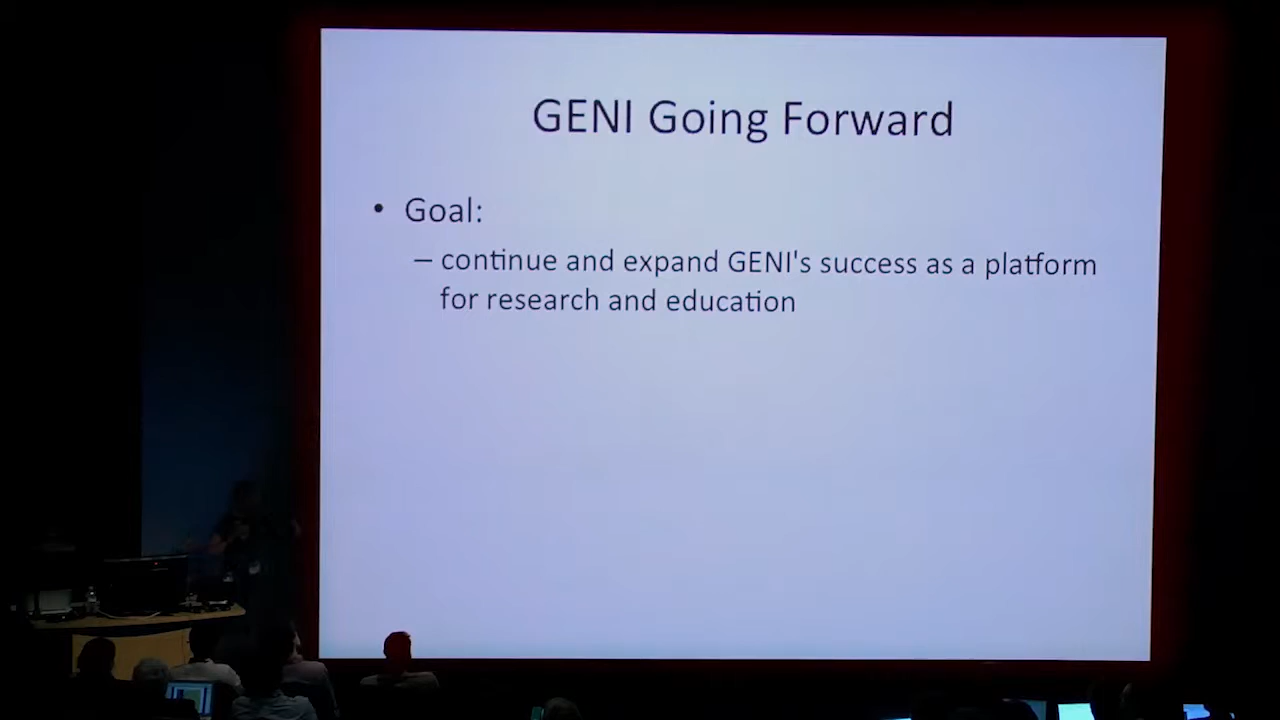 GENI Going Forward
• Goal:
– continue and expand GENI's success as a platform
for research and education